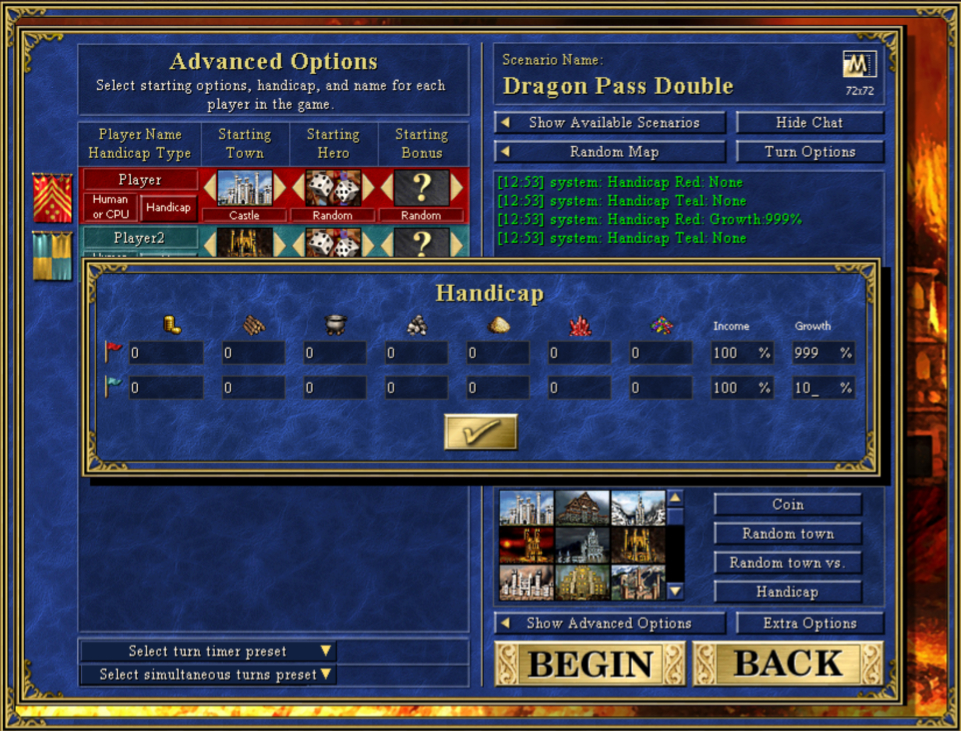 Advanced Options
Select starting options, handicap, and name for each
player in the game.
Player Name
Handicap Type
Starting
Town
Starting
Hero
Starting
Bonus
Player
Human
or CPU
Handicap
Castle
Random
?
Random
Player2
?
Scenario Name:
Dragon Pass Double
M
72x72
Show Available Scenarios
Hide Chat
Random Map
Turn Options
[12:53] system: Handicap Red: None
[12:53] system: Handicap Teal: None
[12:53] system: Handicap Red: Growth:999%
[12:53] system: Handicap Teal: None
Handicap
Income
Growth
0 0 0 0 0 0 0 100 % 999 %
0 0 0 0 0 0 0 100 % 10_ %
Coin
Random town
Random town vs.
Handicap
Show Advanced Options
Extra Options
Select turn timer preset
Select simultaneous turns preset
BEGIN
BACK